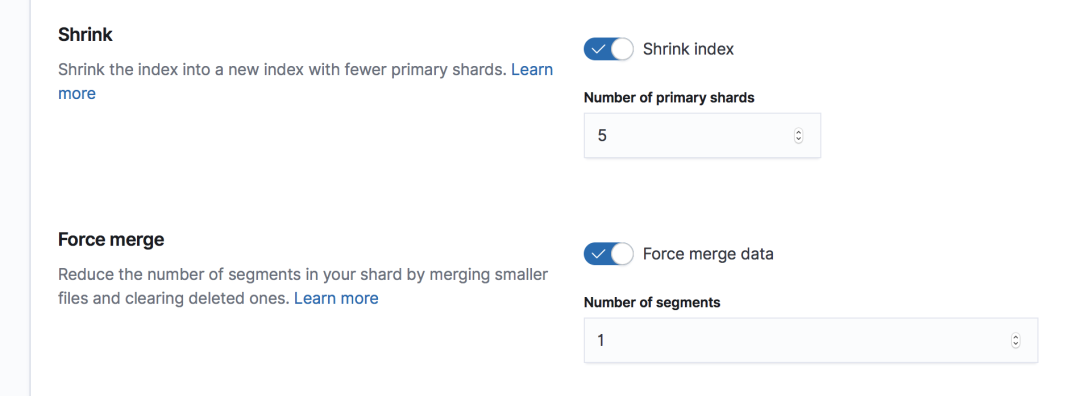 Shrink
Shrink the index into a new index with fewer primary shards. Learn
more
Shrink index
Number of primary shards
5
Force merge
Reduce the number of segments in your shard by merging smaller
files and clearing deleted ones. Learn more
Force merge data
Number of segments
1